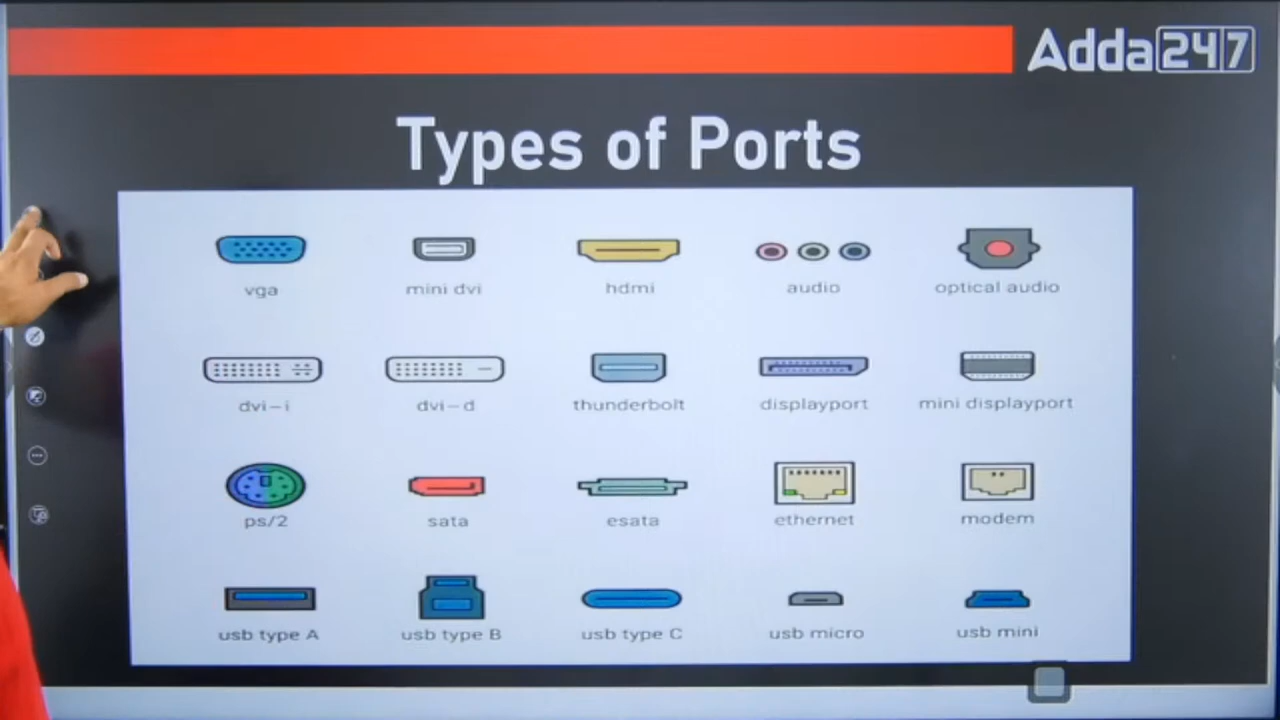 Adda247
Types of Ports
vga
mini dvi
hdmi
audio
optical audio
dvi-i
dvi-d
thunderbolt
displayport
mini displayport
ps/2
sata
esata
ethernet
modem
usb type A
usb type B
usb type C
usb micro
usb mini